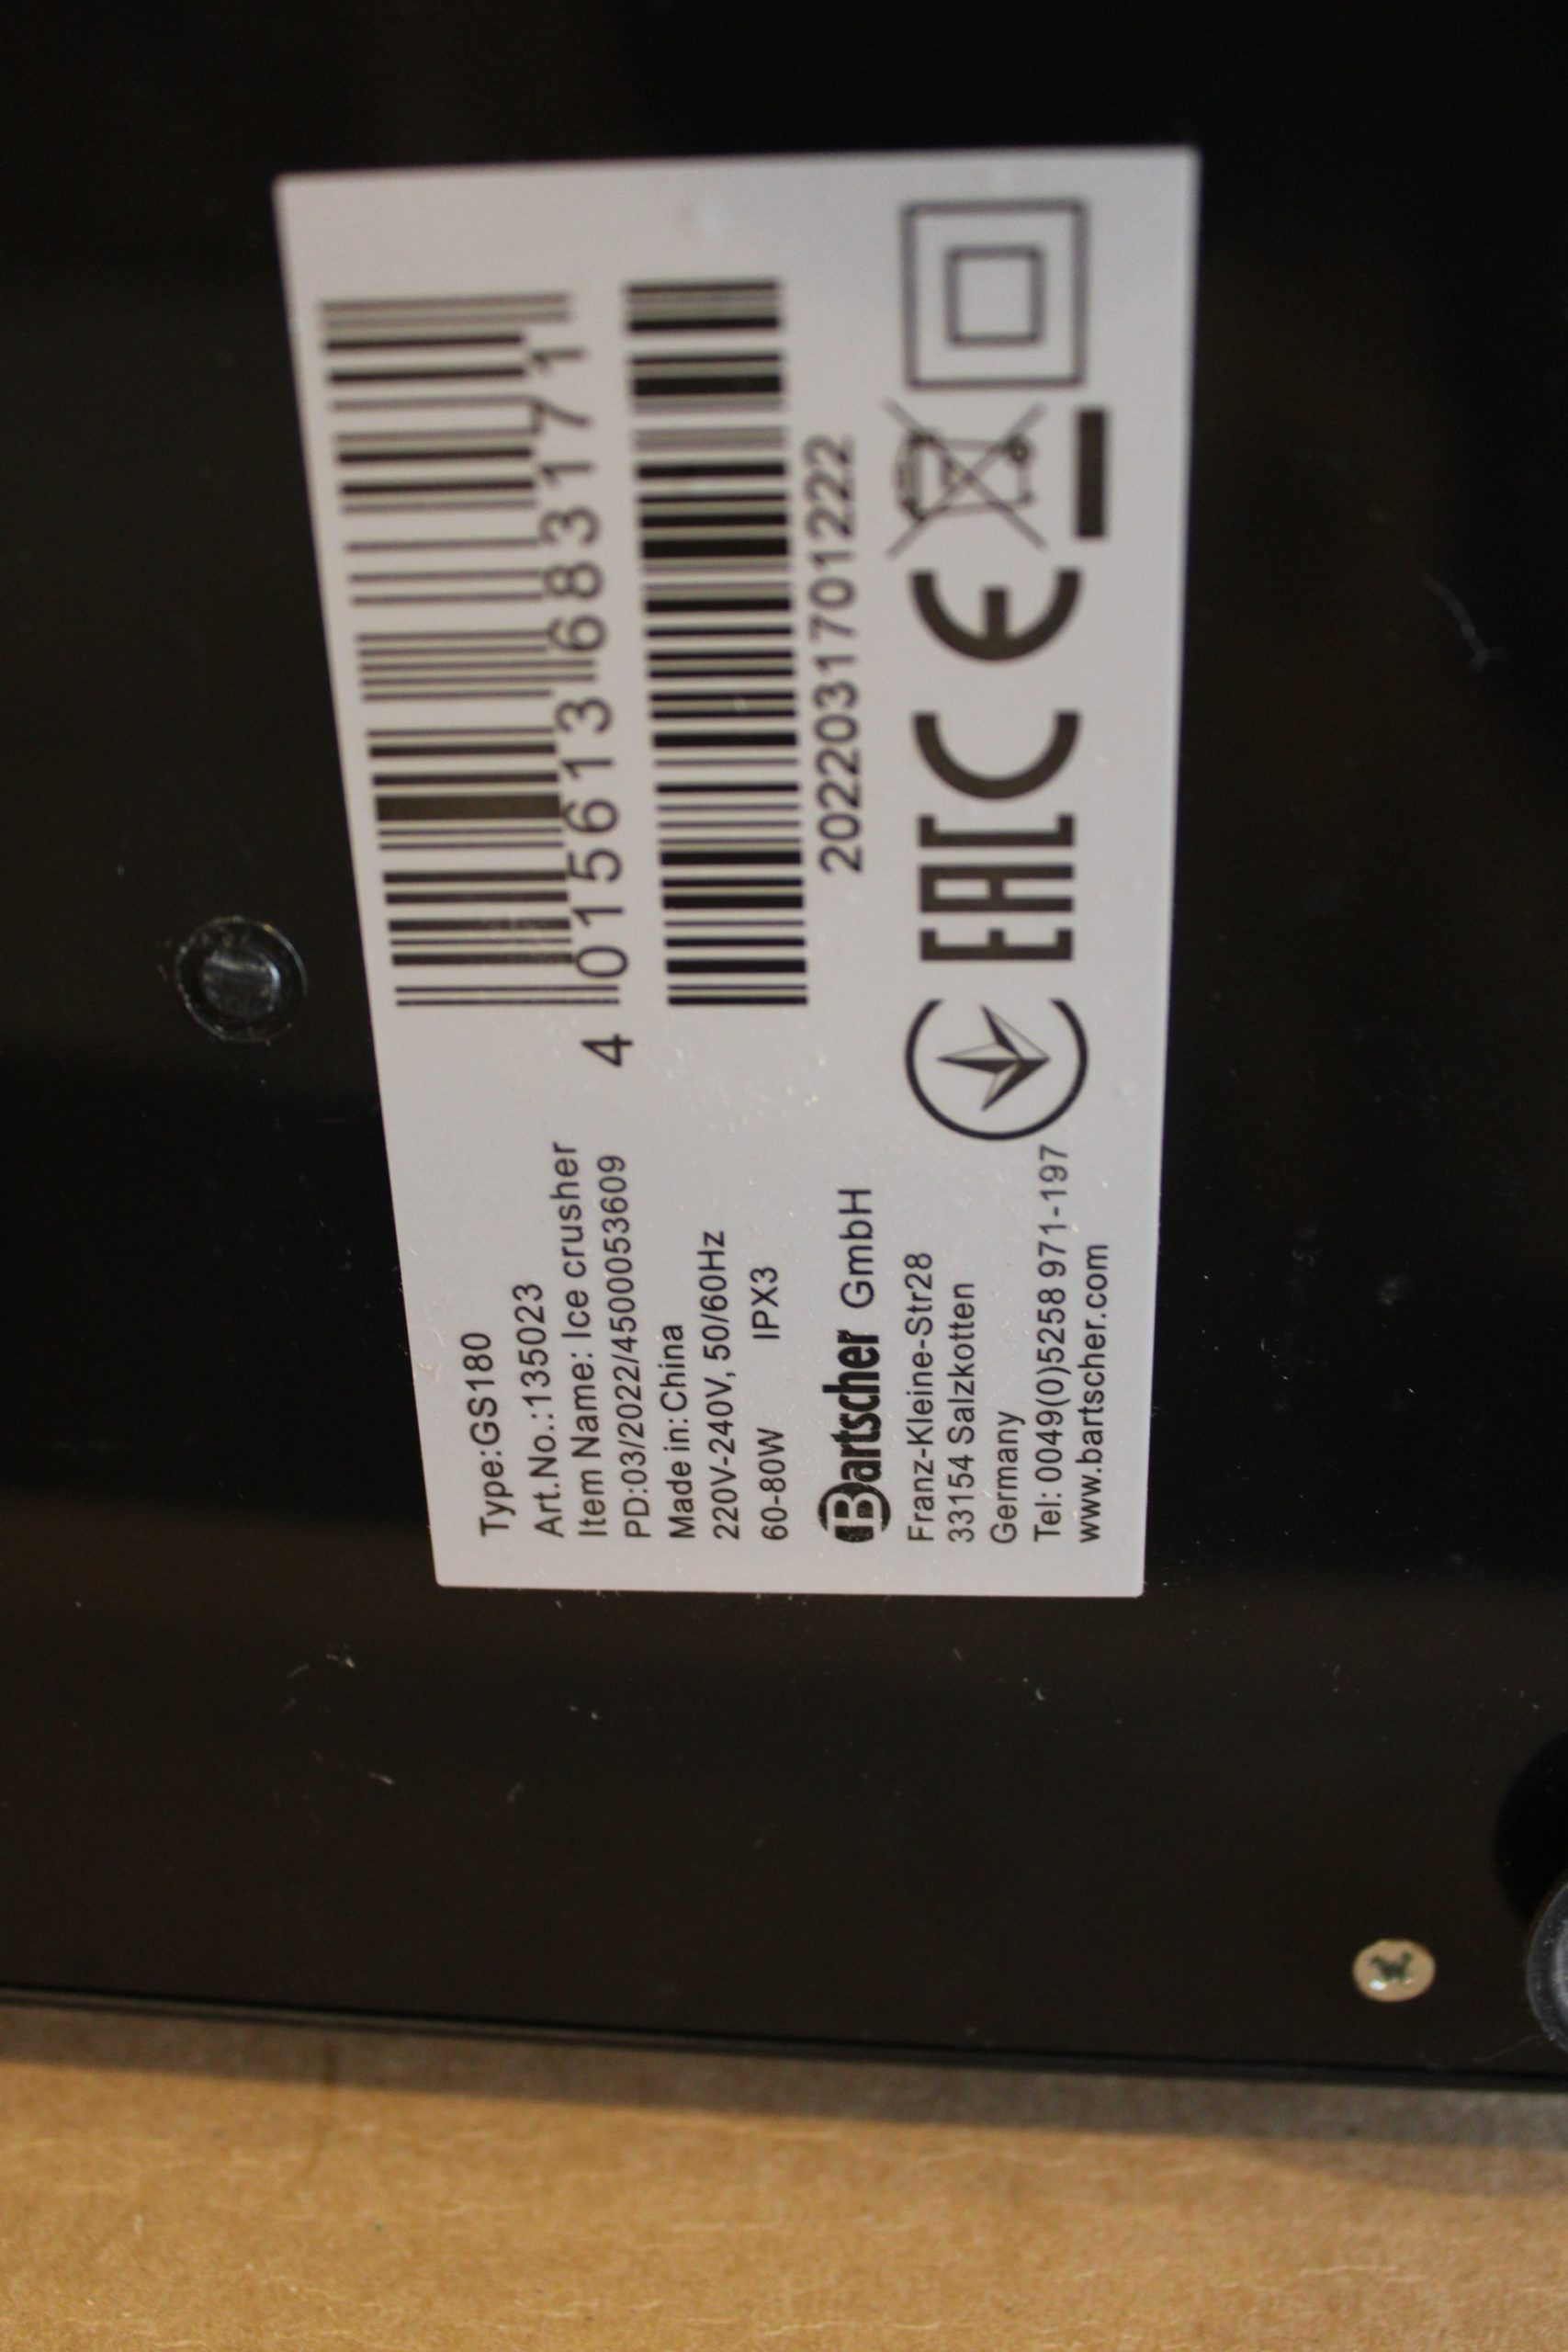 Type:GS180
Art.No.:135023
Item Name: Ice crusher
PD:03/2022/4500053609
Made in:China
220V-240V, 50/60Hz
60-80W IPX3
Bartscher GmbH
Franz-Kleine-Str28
33154 Salzkotten
Germany
Tel: 0049(0)5258 971-197
www.bartscher.com
4 015613 683171
2022031701222
EAC CE